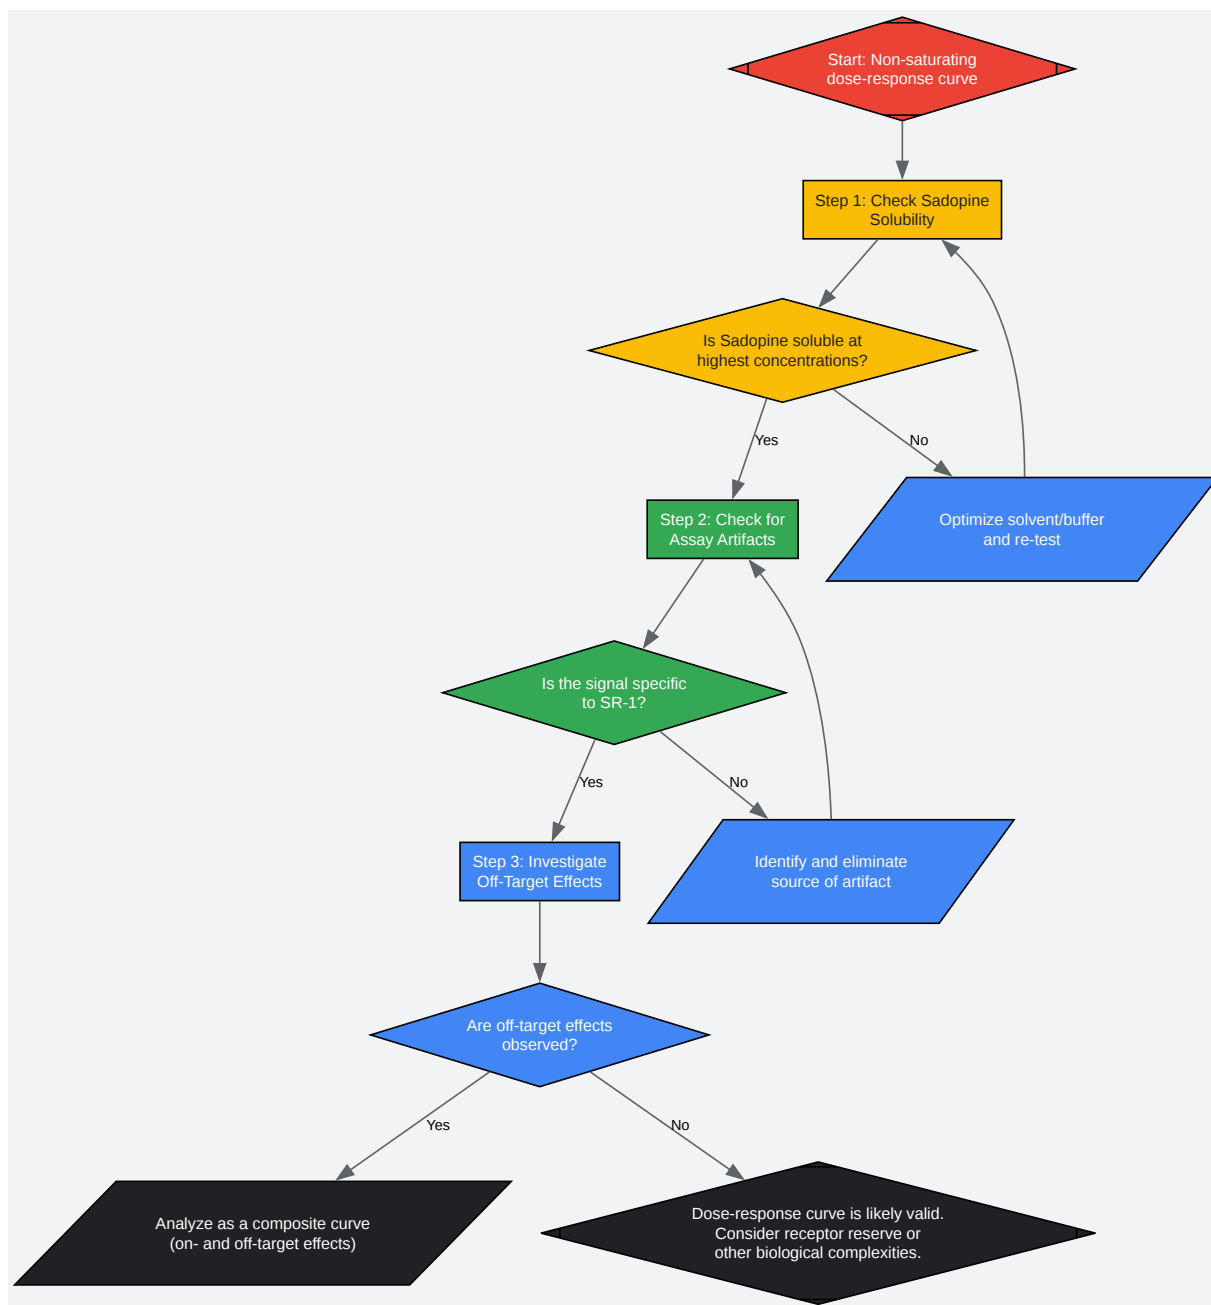 Start: Non-saturating
dose-response curve
Step 1: Check Sadopine
Solubility
Is Sadopine soluble at
highest concentrations?
Yes
No
Step 2: Check for
Assay Artifacts
Optimize solvent/buffer
and re-test
Is the signal specific
to SR-1?
Yes
No
Step 3: Investigate
Off-Target Effects
Identify and eliminate
source of artifact
Are off-target effects
observed?
Yes
No
Analyze as a composite curve
(on- and off-target effects)
Dose-response curve is likely valid.
Consider receptor reserve or
other biological complexities.